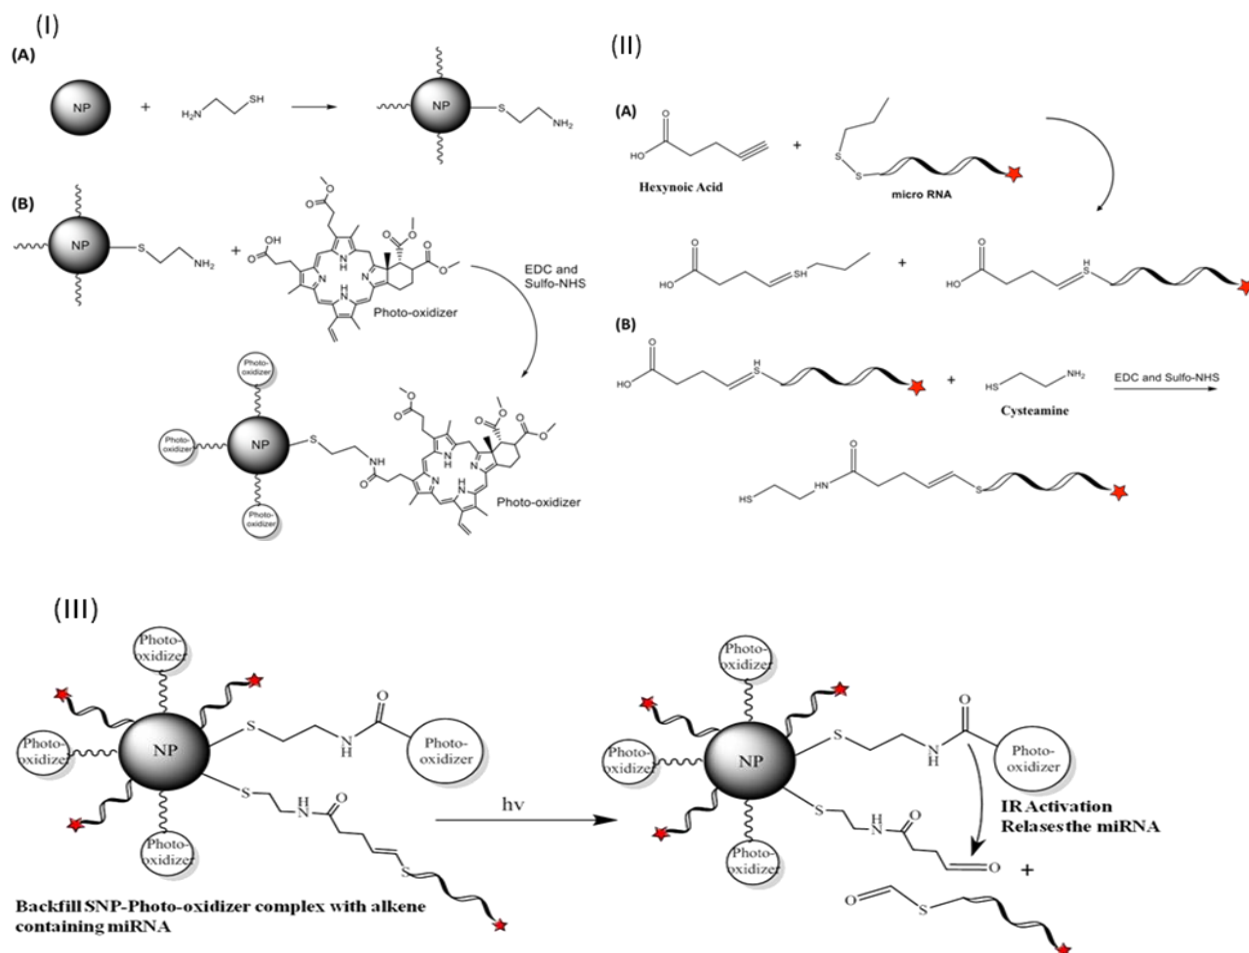 (I)
(A)
NP
+
H₂N
SH
NP
S
NH₂
(B)
NP
S
NH₂
+
O
O
OH
O
O
O
O
O
N
H
N
N
H
N
Photo-oxidizer
EDC and
Sulfo-NHS
Photo-
oxidizer
Photo-
oxidizer
NP
Photo-
oxidizer
S
NH
O
O
O
O
O
O
O
N
H
N
N
H
N
Photo-oxidizer
(II)
(A)
O
HO
Hexynoic Acid
+
S
S
micro RNA
O
HO
SH
+
O
HO
H
S
(B)
O
HO
H
S
+
HS
NH₂
Cysteamine
EDC and Sulfo-NHS
HS
NH
O
S
(III)
Photo-
oxidizer
Photo-
oxidizer
NP
Photo-
oxidizer
S
N
H
O
Photo-
oxidizer
S
H
N
O
S
Backfill SNP-Photo-oxidizer complex with alkene
containing miRNA
hν
Photo-
oxidizer
Photo-
oxidizer
NP
Photo-
oxidizer
S
N
H
O
Photo-
oxidizer
IR Activation
Relases the miRNA
S
N
H
O
O
+
O
S